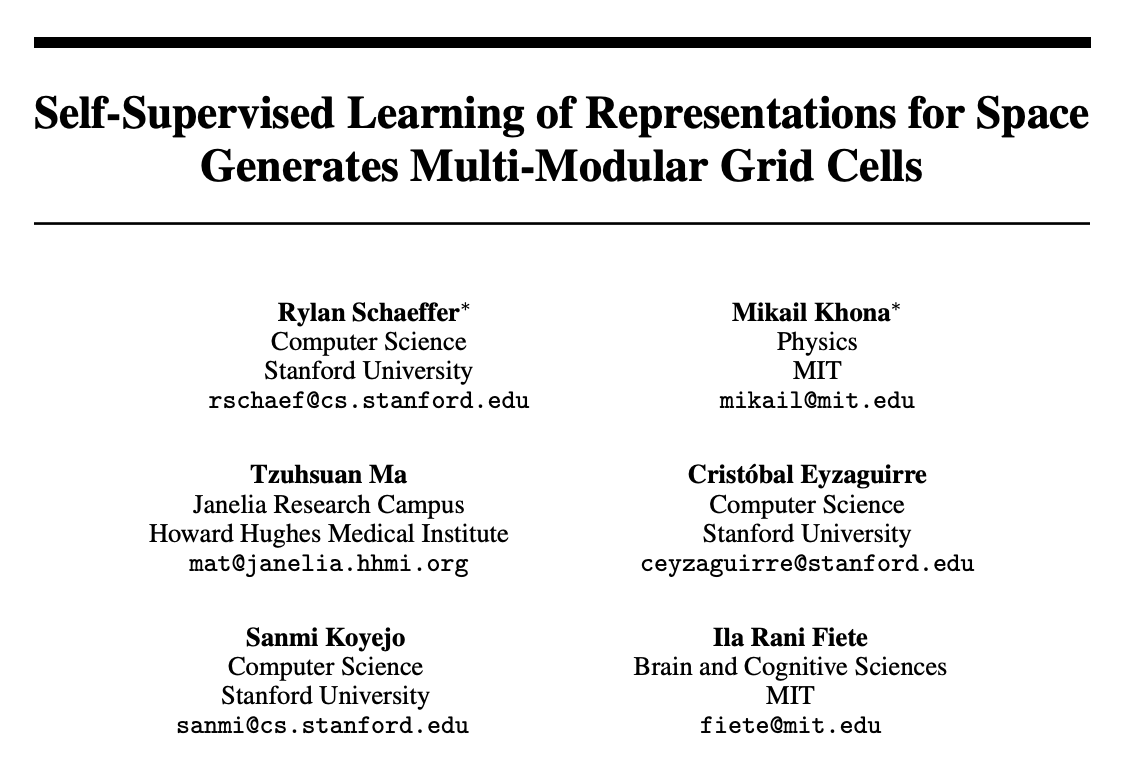 Self-Supervised Learning of Representations for Space
Generates Multi-Modular Grid Cells
Rylan Schaeffer*
Computer Science
Stanford University
rschaef@cs.stanford.edu
Mikail Khona*
Physics
MIT
mikail@mit.edu
Tzuhsuan Ma
Janelia Research Campus
Howard Hughes Medical Institute
mat@janelia.hhmi.org
Cristóbal Eyzaguirre
Computer Science
Stanford University
ceyzaguirre@stanford.edu
Sanmi Koyejo
Computer Science
Stanford University
sanmi@cs.stanford.edu
Ila Rani Fiete
Brain and Cognitive Sciences
MIT
fiete@mit.edu